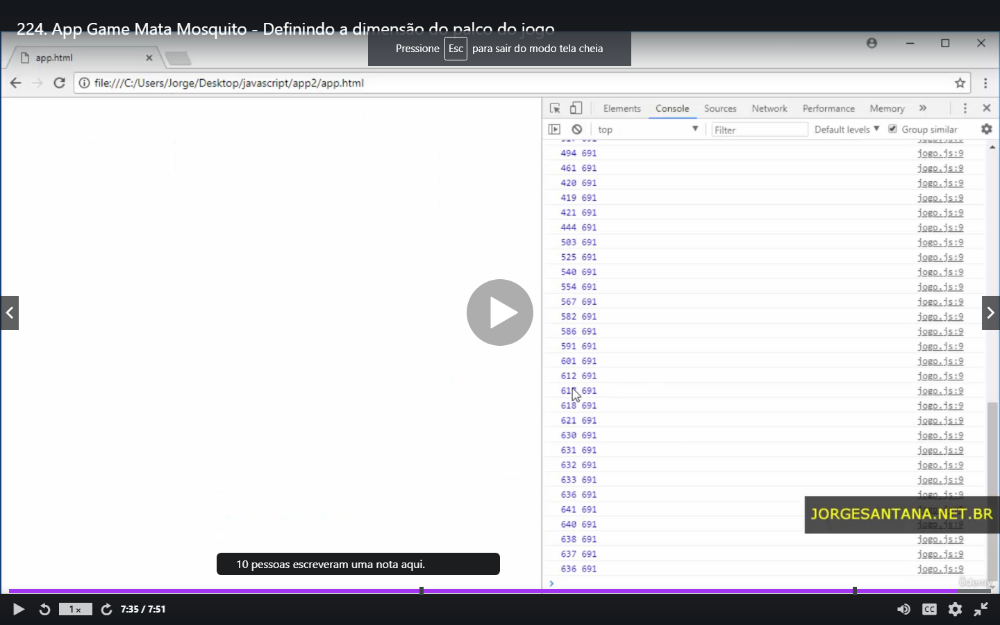 224. App Game Mata Mosquito - Definindo a dimensão do palco do jogo
Pressione Esc para sair do modo tela cheia
app.html
file:///C:/Users/Jorge/Desktop/javascript/app2/app.html
Elements Console Sources Network Performance Memory
top Filter Default levels Group similar
494 691 jogo.js:9
461 691 jogo.js:9
420 691 jogo.js:9
419 691 jogo.js:9
421 691 jogo.js:9
444 691 jogo.js:9
503 691 jogo.js:9
525 691 jogo.js:9
540 691 jogo.js:9
554 691 jogo.js:9
567 691 jogo.js:9
582 691 jogo.js:9
586 691 jogo.js:9
591 691 jogo.js:9
601 691 jogo.js:9
612 691 jogo.js:9
691 jogo.js:9
618 691 jogo.js:9
621 691 jogo.js:9
630 691 jogo.js:9
631 691 jogo.js:9
632 691 jogo.js:9
633 691 jogo.js:9
636 691 jogo.js:9
641 691
JORGESANTANA.NET.BR
640 691 jogo.js:9
638 691 jogo.js:9
637 691 jogo.js:9
636 691 jogo.js:9
10 pessoas escreveram uma nota aqui.
ûdemy
1x 7:35 / 7:51 CC